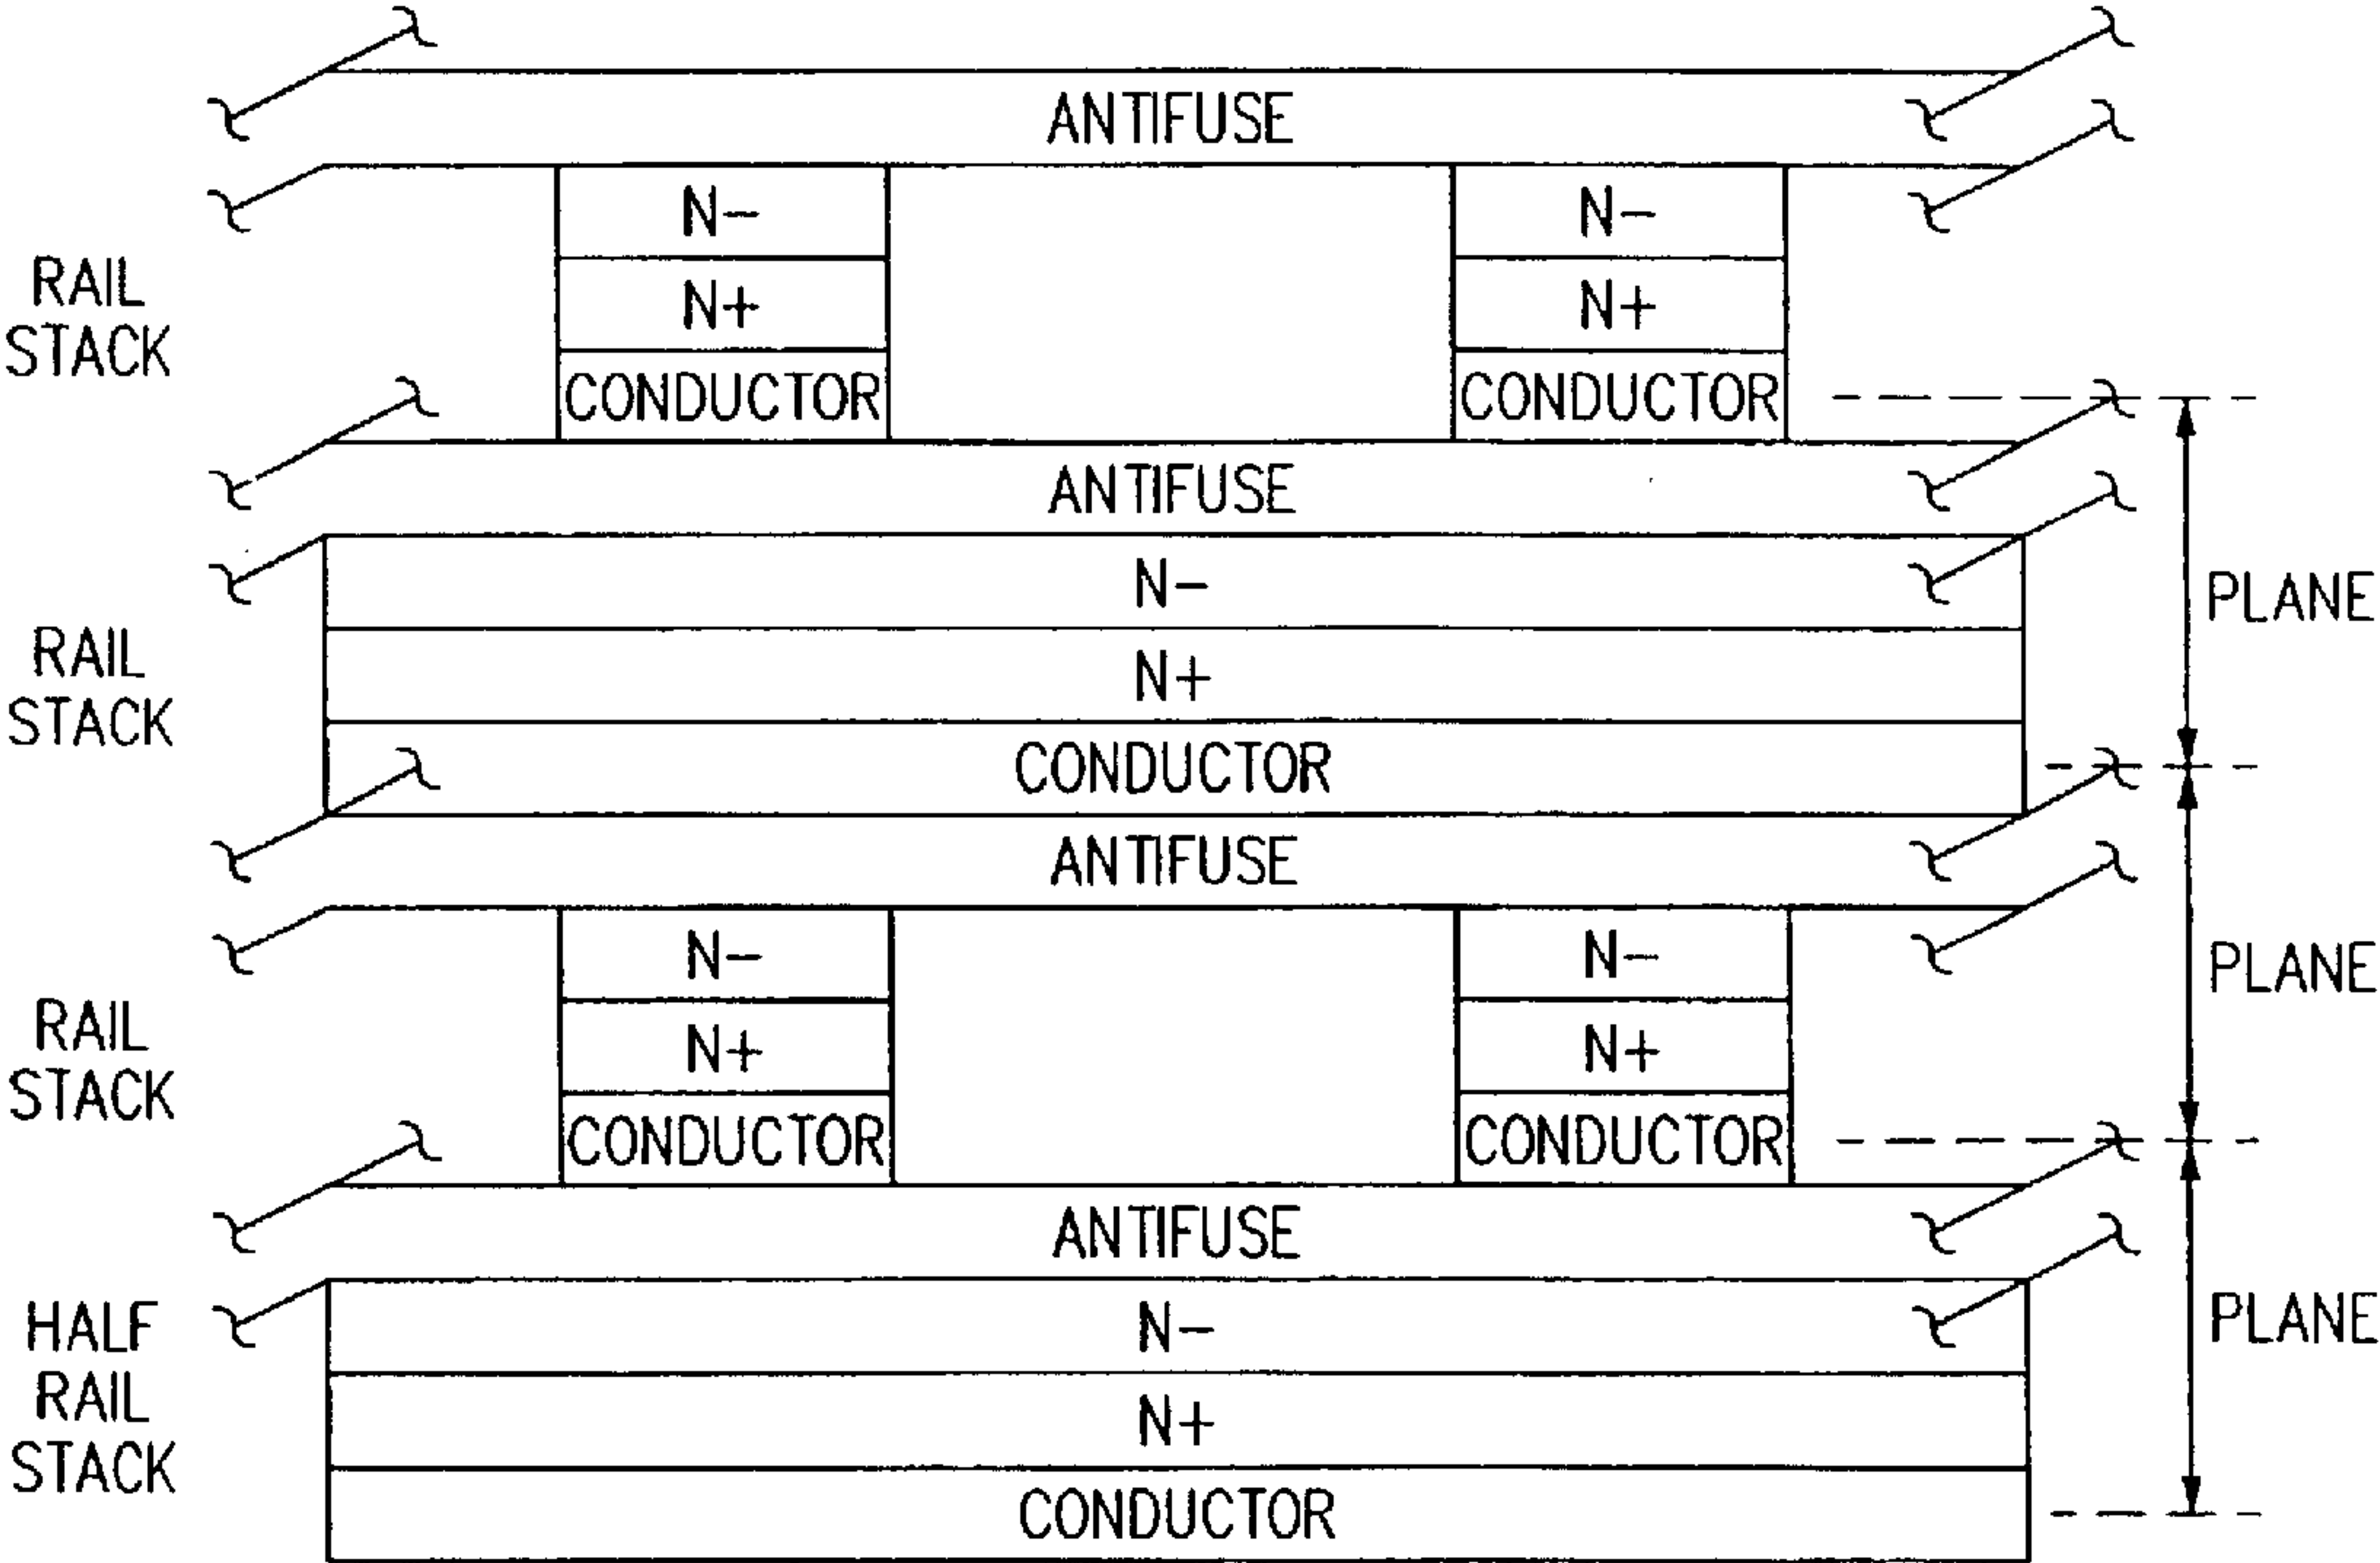 ANTIFUSE
N-
N-
RAIL
STACK
N+
N+
CONDUCTOR
CONDUCTOR
ANTIFUSE
N-
PLANE
RAIL
STACK
N+
CONDUCTOR
ANTIFUSE
N-
N-
PLANE
RAIL
STACK
N+
N+
CONDUCTOR
CONDUCTOR
ANTIFUSE
HALF
RAIL
STACK
N-
PLANE
N+
CONDUCTOR